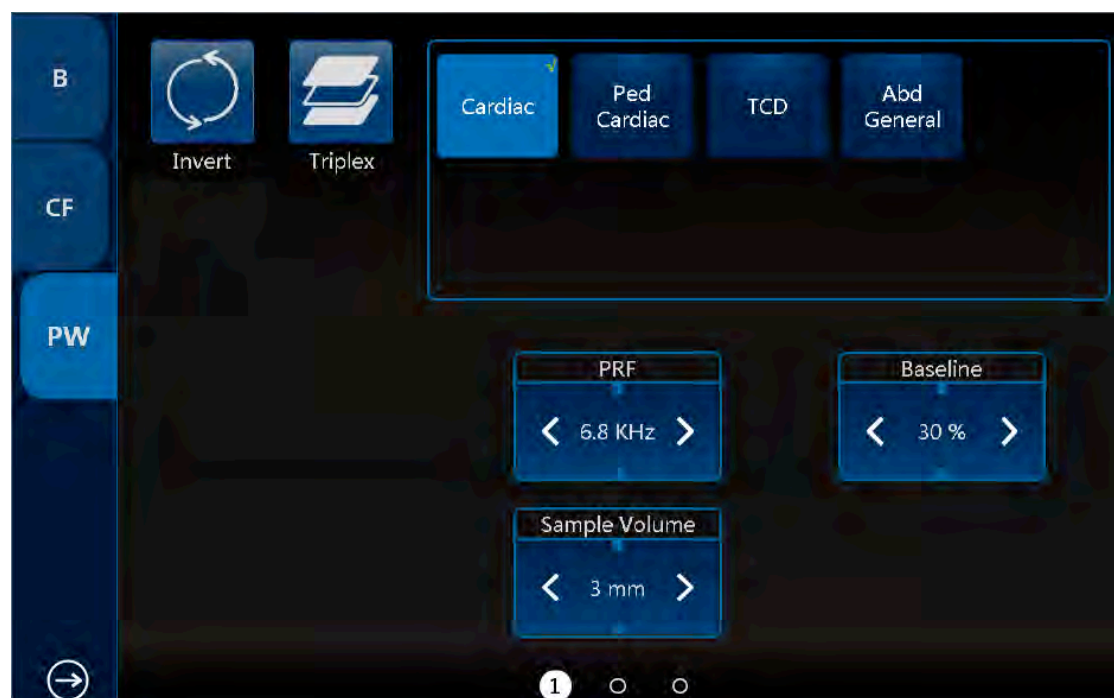 B
CF
PW
Invert
Triplex
Cardiac
√
Ped
Cardiac
TCD
Abd
General
PRF
6.8 KHz
Baseline
30 %
Sample Volume
3 mm
1